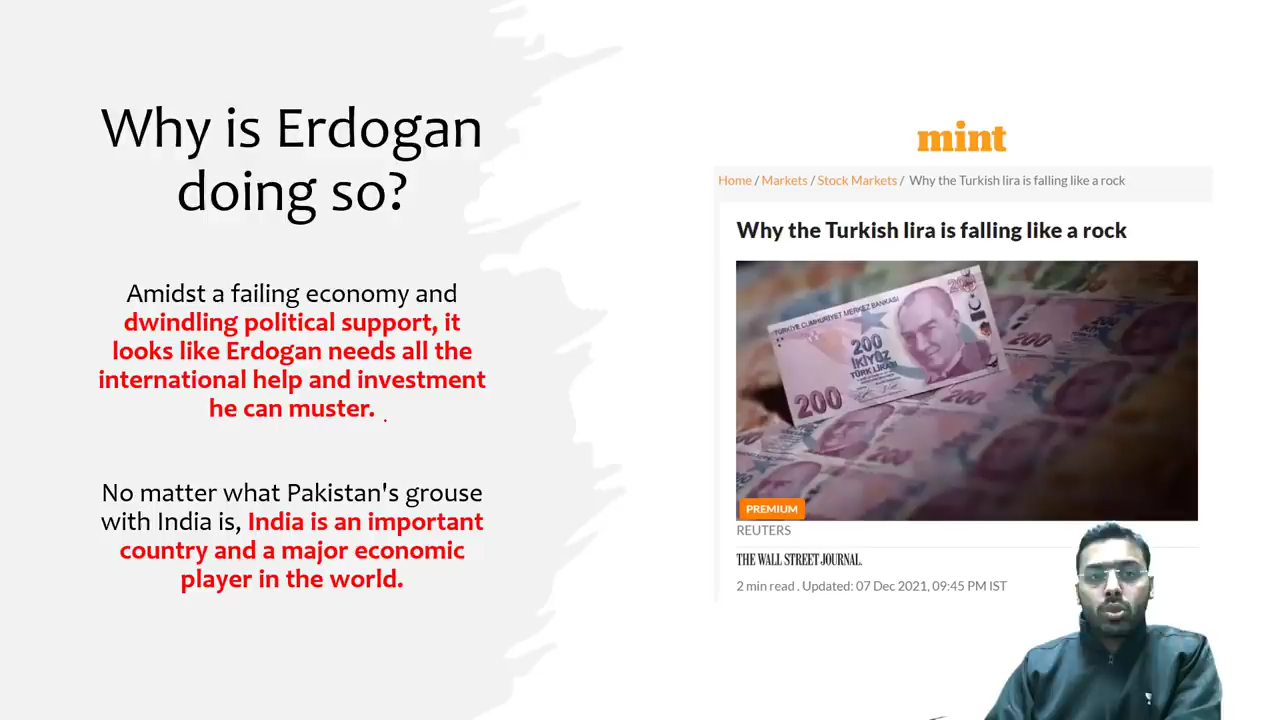 Why is Erdogan
doing so?
Amidst a failing economy and
dwindling political support, it
looks like Erdogan needs all the
international help and investment
he can muster.
No matter what Pakistan's grouse
with India is, India is an important
country and a major economic
player in the world.
mint
Home / Markets / Stock Markets / Why the Turkish lira is falling like a rock
Why the Turkish lira is falling like a rock
TÜRKİYE CUMHURİYET MERKEZ BANKASI
200
İKİYÜZ
TÜRK LİRASI
200
200
200
PREMIUM
REUTERS
THE WALL STREET JOURNAL.
2 min read . Updated: 07 Dec 2021, 09:45 PM IST